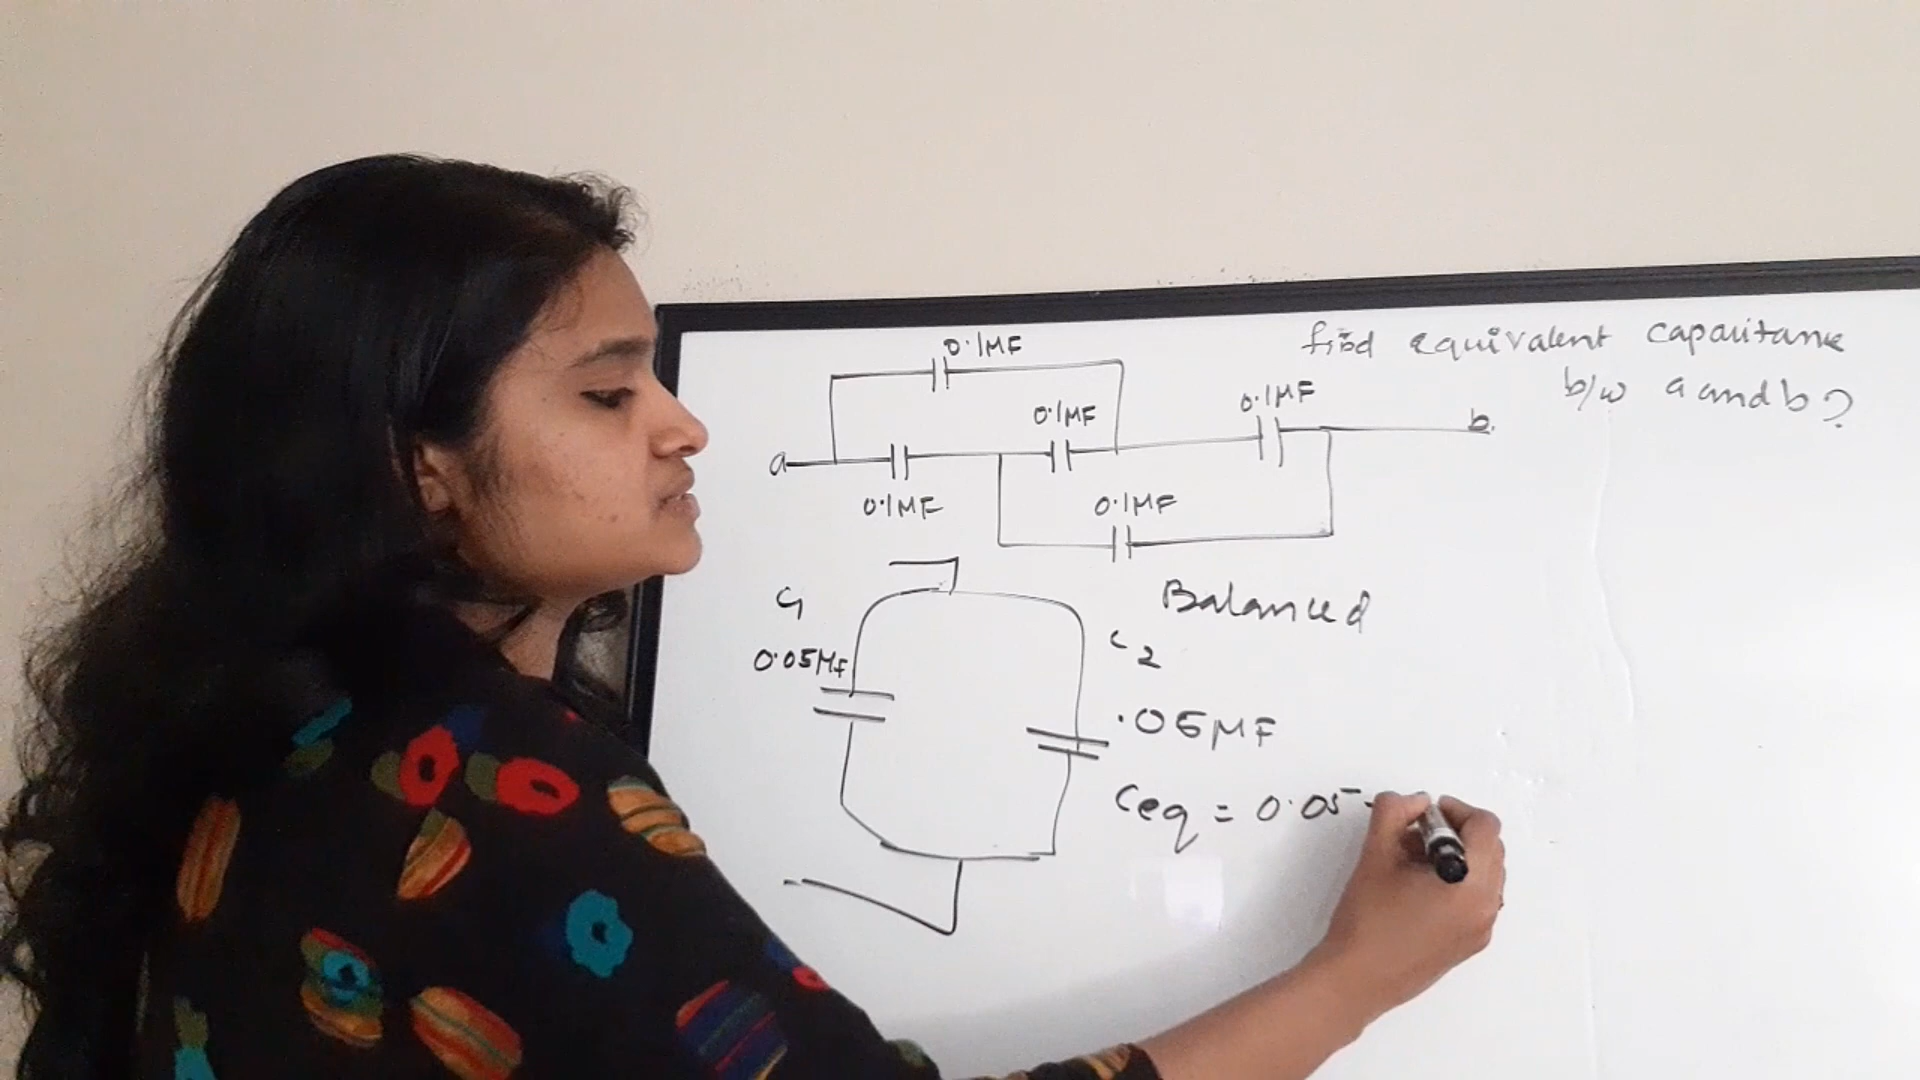 find equivalent capacitance
b/w a and b?
0.1MF
0.1MF
0.1MF
a
b.
0.1MF
0.1MF
Balanced
C1
0.05MF
C2
.05MF
Ceq = 0.05